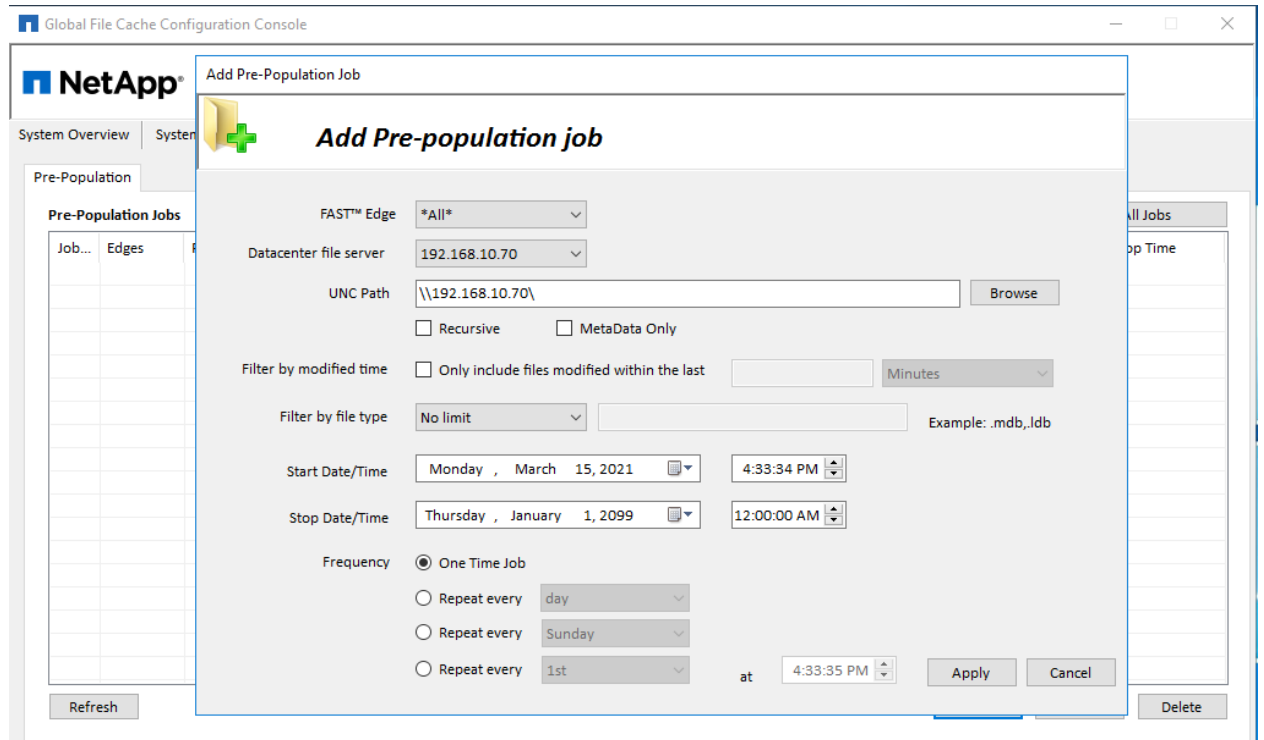 Global File Cache Configuration Console
NetApp®
Add Pre-Population Job
Add Pre-population job
System Overview
Pre-Population
Pre-Population Jobs
All Jobs
Job... Edges
Time
FAST™ Edge *All*
Datacenter file server 192.168.10.70
UNC Path \\192.168.10.70\ Browse
Recursive MetaData Only
Filter by modified time Only include files modified within the last Minutes
Filter by file type No limit Example: .mdb,.ldb
Start Date/Time Monday , March 15, 2021 4:33:34 PM
Stop Date/Time Thursday , January 1, 2099 12:00:00 AM
Frequency One Time Job
Repeat every day
Repeat every Sunday
Repeat every 1st at 4:33:35 PM Apply Cancel
Refresh Delete